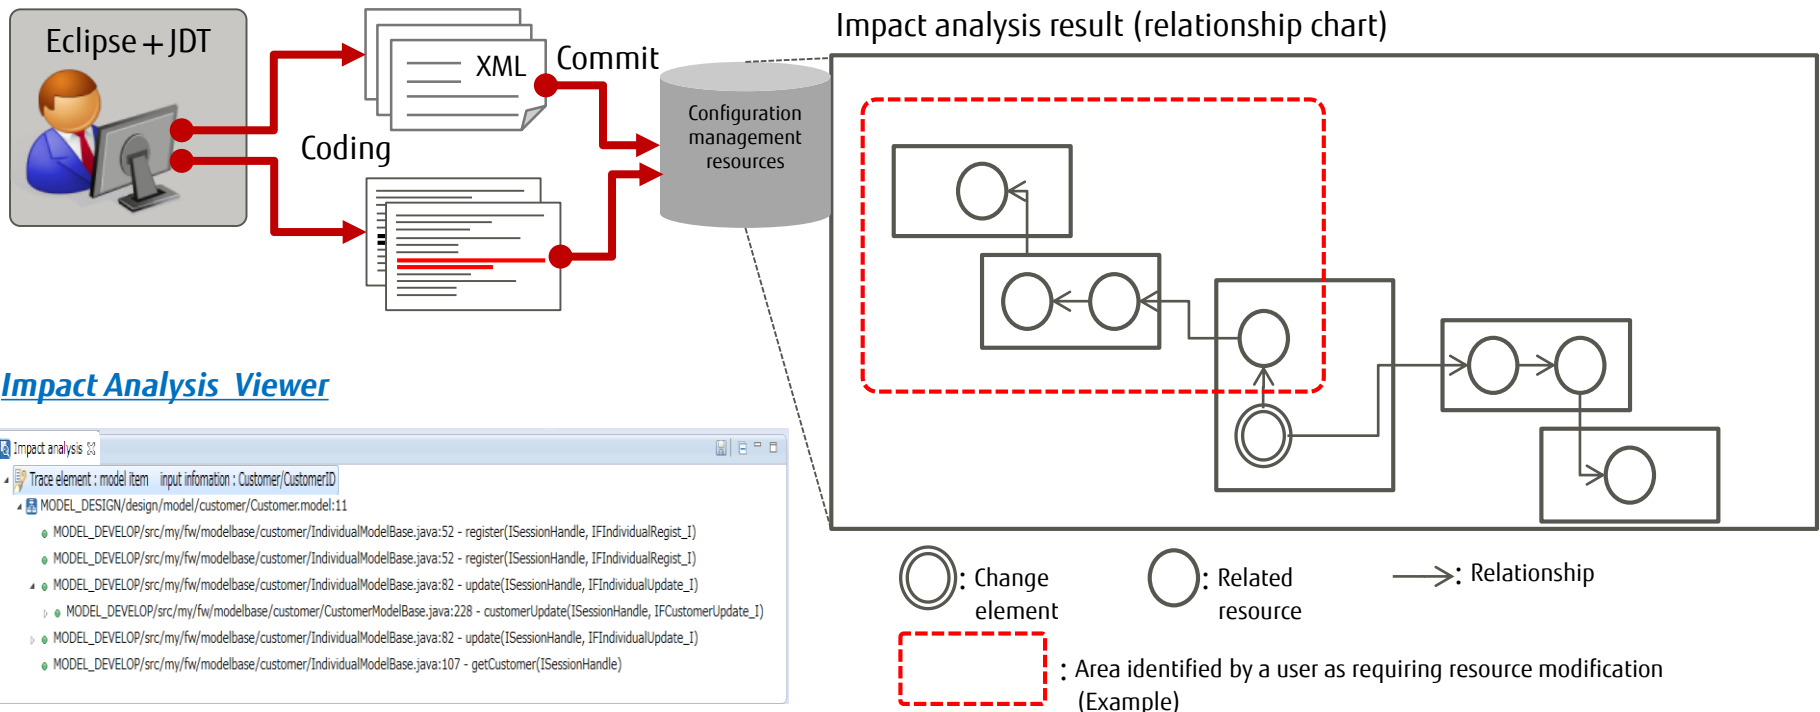 Eclipse+JDT
XML
Commit
Coding
Configuration
management
resources
Impact analysis result (relationship chart)
Impact Analysis Viewer
Impact analysis
Trace element : model item input infomation : Customer/CustomerID
MODEL_DESIGN/design/model/customer/Customer.model:11
MODEL_DEVELOP/src/my/fw/modelbase/customer/IndividualModelBase.java:52 - register(ISessionHandle, IFIndividualRegist_I)
MODEL_DEVELOP/src/my/fw/modelbase/customer/IndividualModelBase.java:52 - register(ISessionHandle, IFIndividualRegist_I)
MODEL_DEVELOP/src/my/fw/modelbase/customer/IndividualModelBase.java:82 - update(ISessionHandle, IFIndividualUpdate_I)
MODEL_DEVELOP/src/my/fw/modelbase/customer/CustomerModelBase.java:228 - customerUpdate(ISessionHandle, IFCustomerUpdate_I)
MODEL_DEVELOP/src/my/fw/modelbase/customer/IndividualModelBase.java:82 - update(ISessionHandle, IFIndividualUpdate_I)
MODEL_DEVELOP/src/my/fw/modelbase/customer/IndividualModelBase.java:107 - getCustomer(ISessionHandle)
: Change
element
: Related
resource
: Relationship
: Area identified by a user as requiring resource modification
(Example)